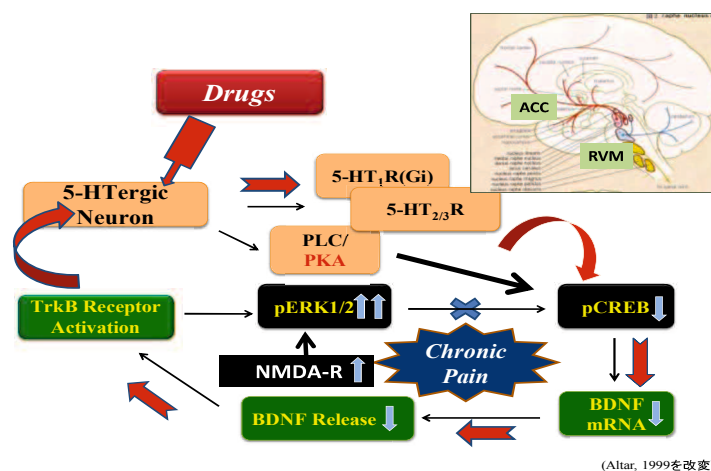 Drugs
ACC
RVM
5-HTergic
Neuron
5-HT1R(Gi)
5-HT2/3R
PLC/
PKA
TrkB Receptor
Activation
pERK1/2
pCREB
NMDA-R
Chronic
Pain
BDNF Release
BDNF
mRNA
(Altar, 1999を改変